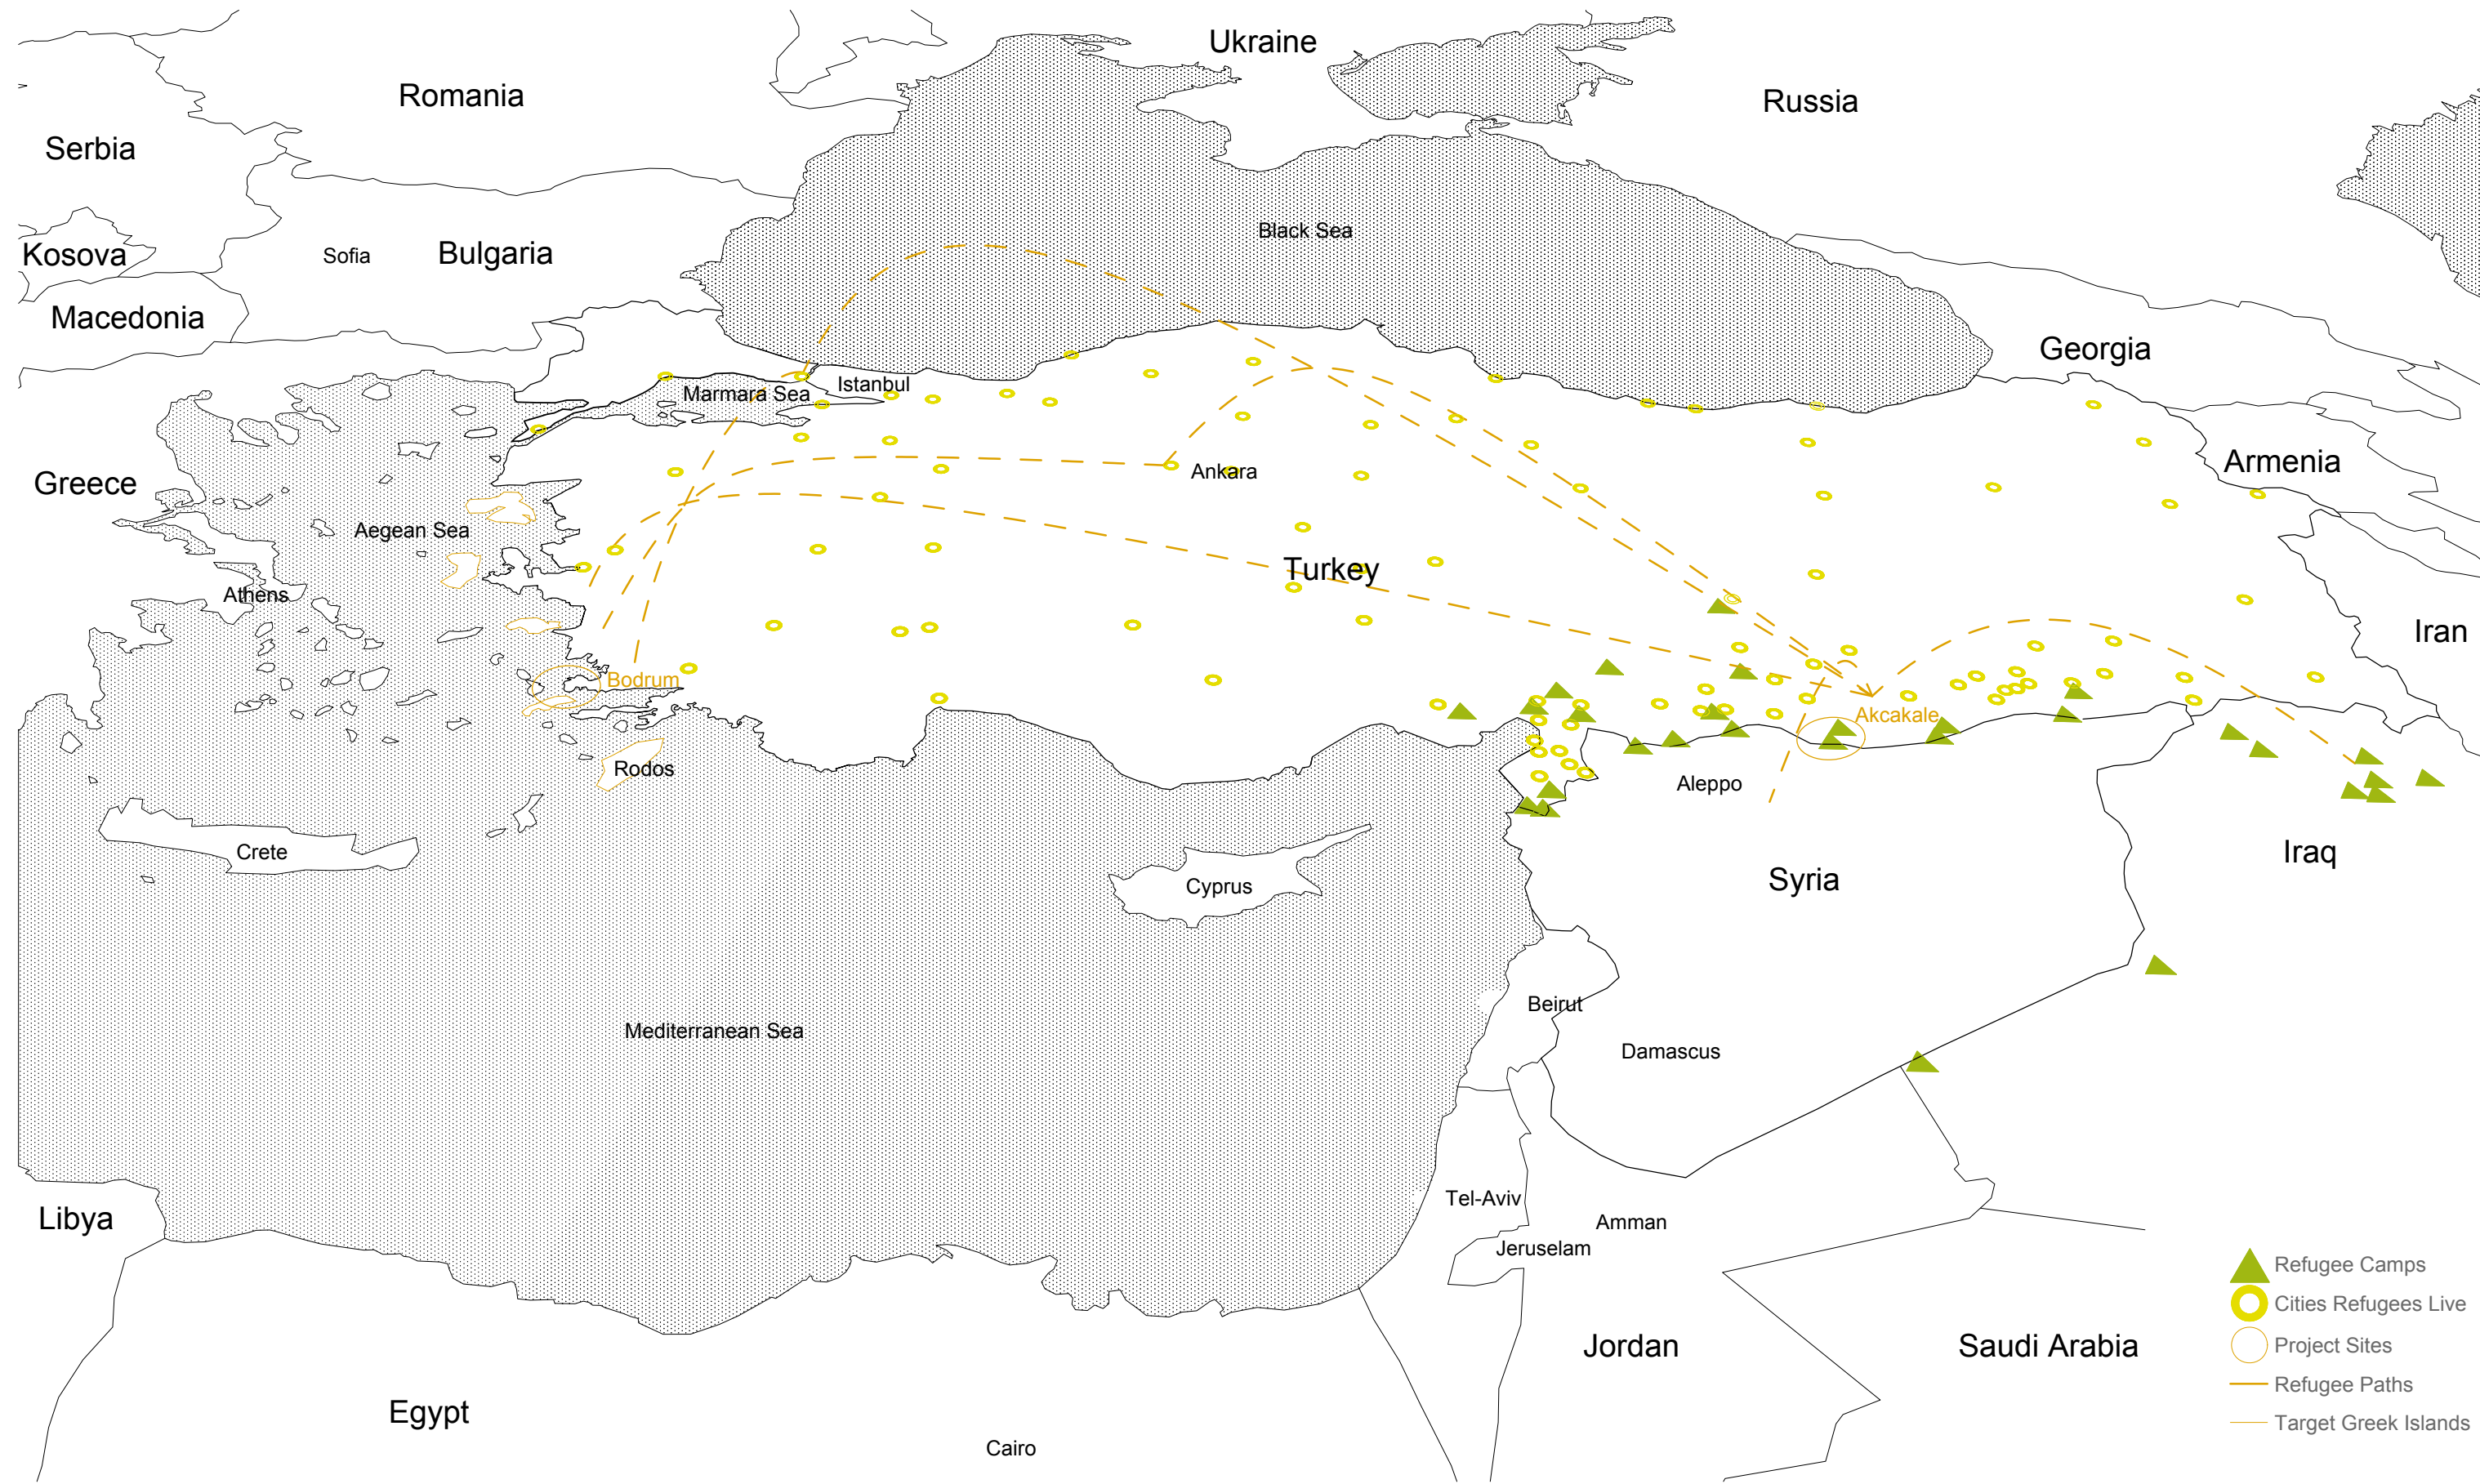 Ukraine
Romania
Russia
Serbia
Black Sea
Kosova
Sofia
Bulgaria
Macedonia
Georgia
Istanbul
Marmara Sea
Armenia
Ankara
Greece
Aegean Sea
Turkey
Athens
Iran
Bodrum
Akcakale
Rodos
Aleppo
Crete
Iraq
Syria
Cyprus
Beirut
Mediterranean Sea
Damascus
Tel-Aviv
Libya
Amman
Jeruselam
Refugee Camps
Cities Refugees Live
Jordan
Saudi Arabia
Project Sites
Refugee Paths
Egypt
Target Greek Islands
Cairo